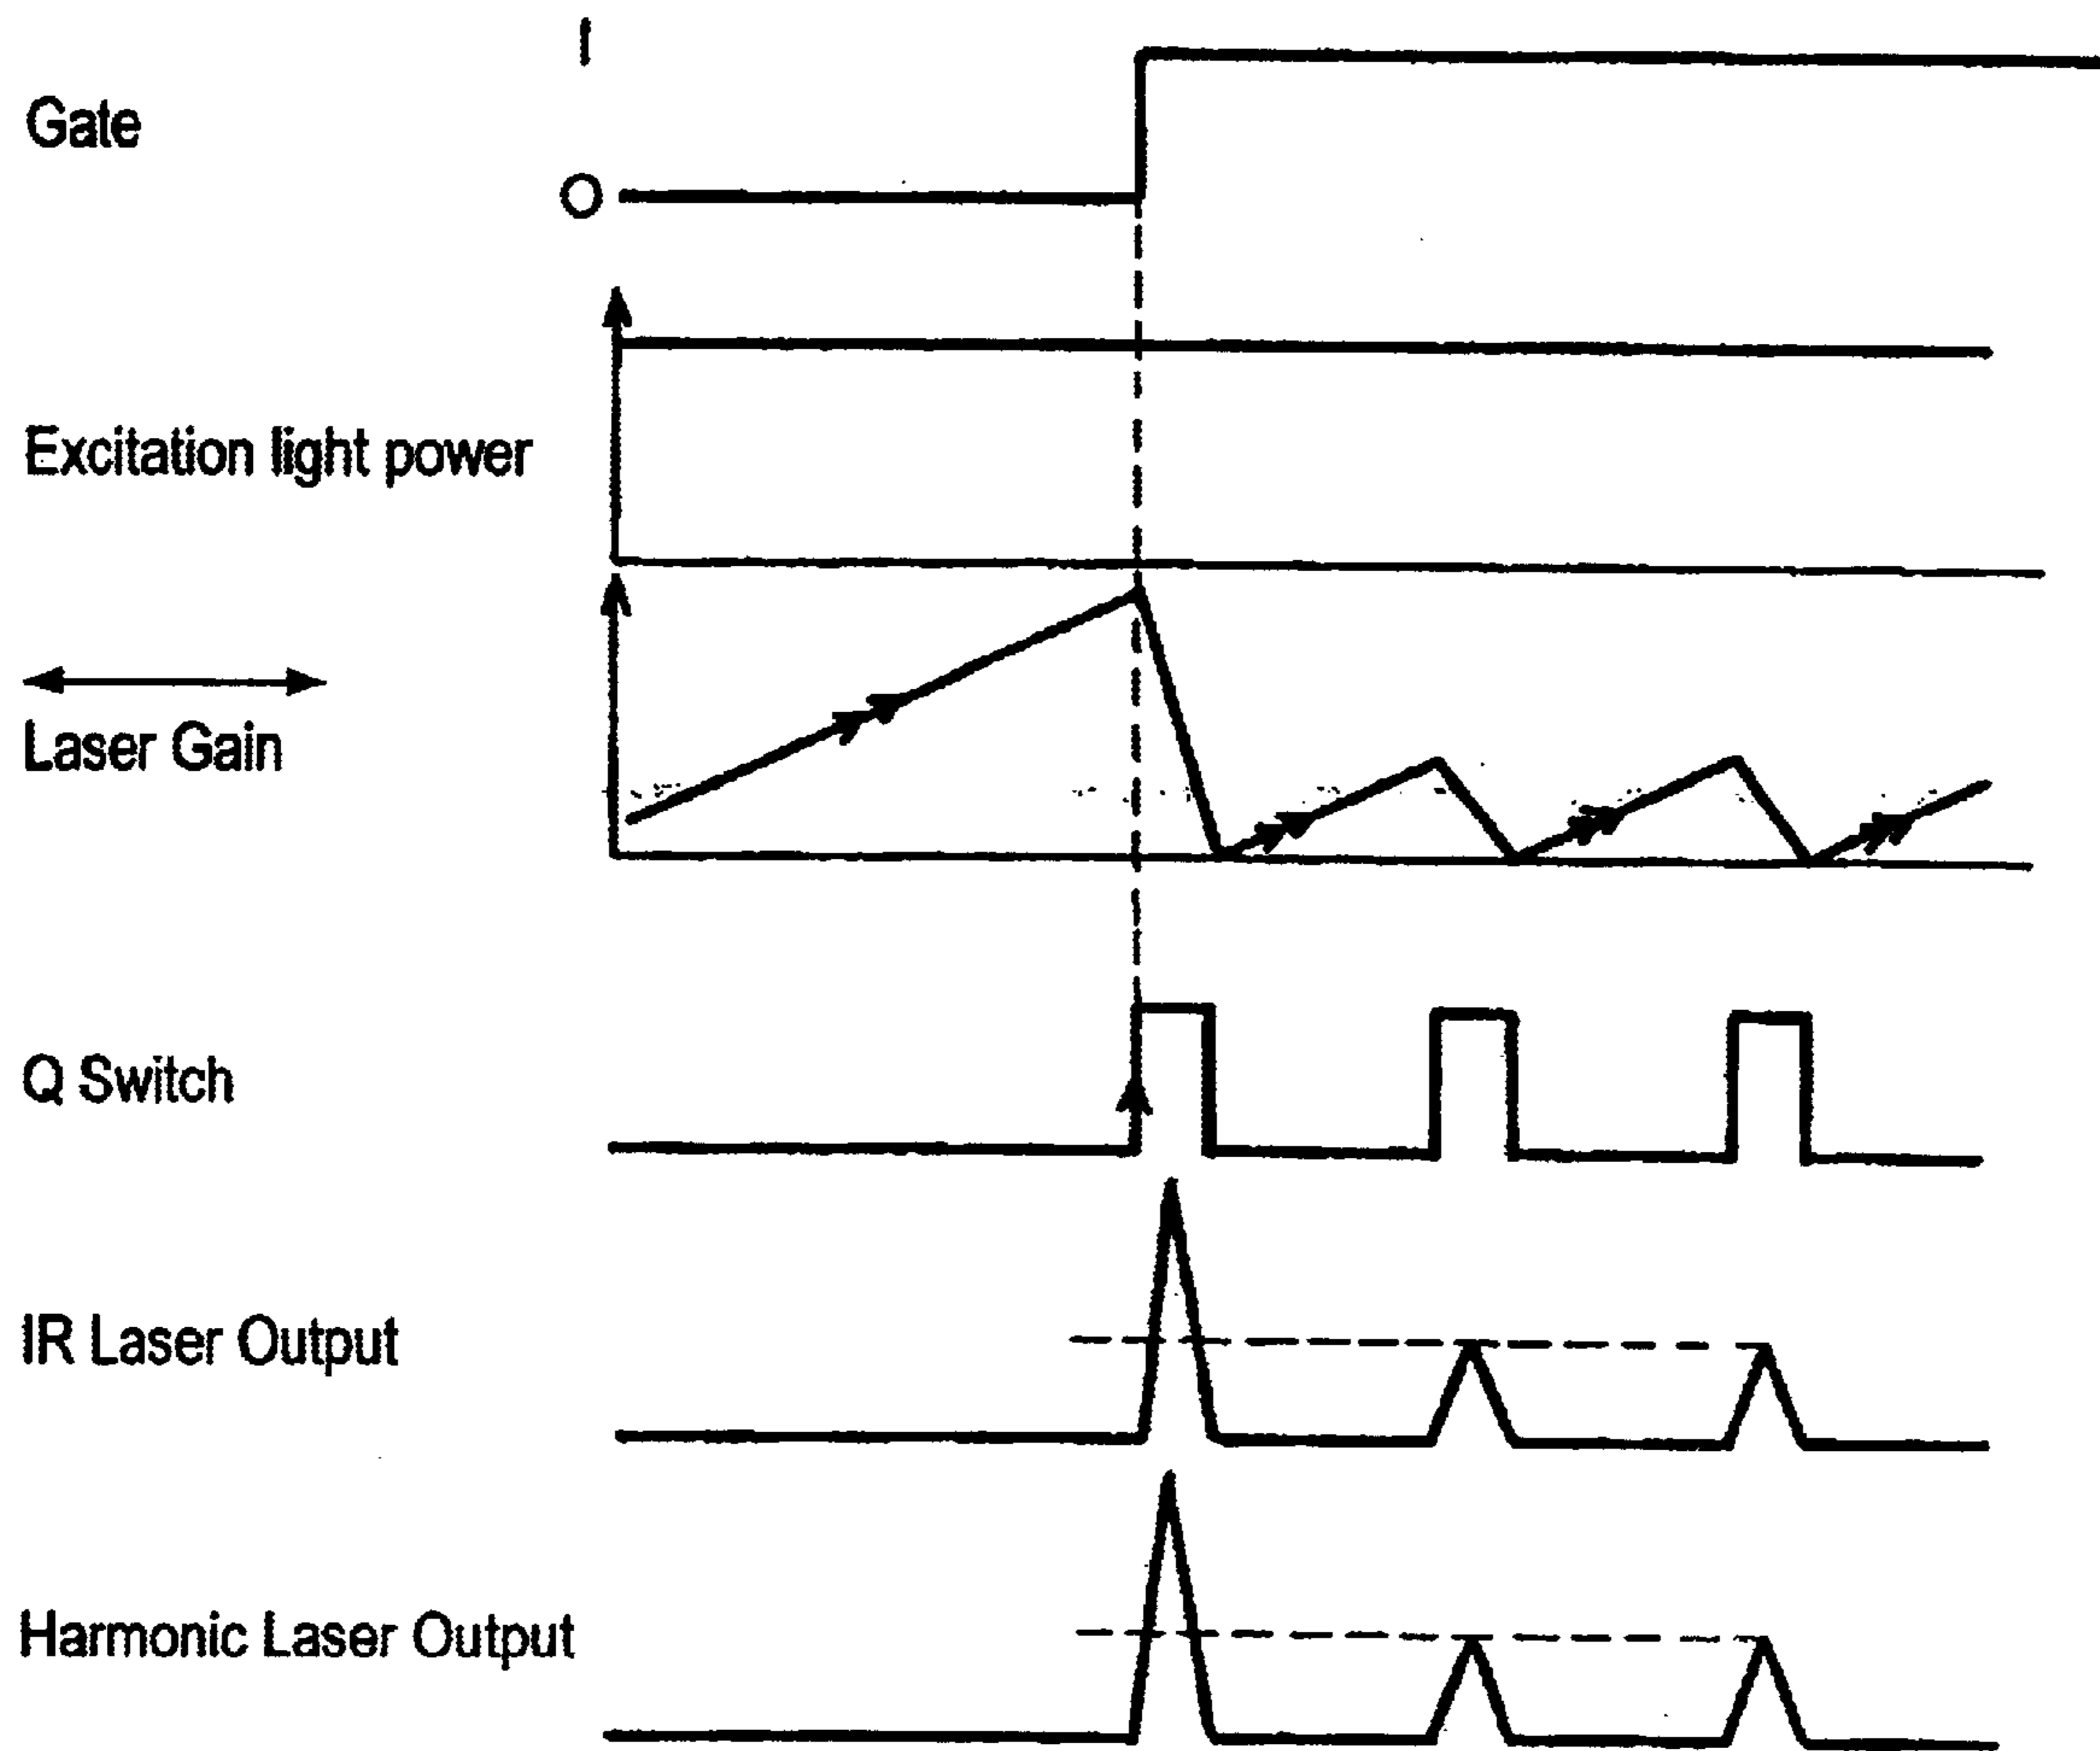 I
Gate
O
Excitation light power
Laser Gain
Q Switch
IR Laser Output
Harmonic Laser Output